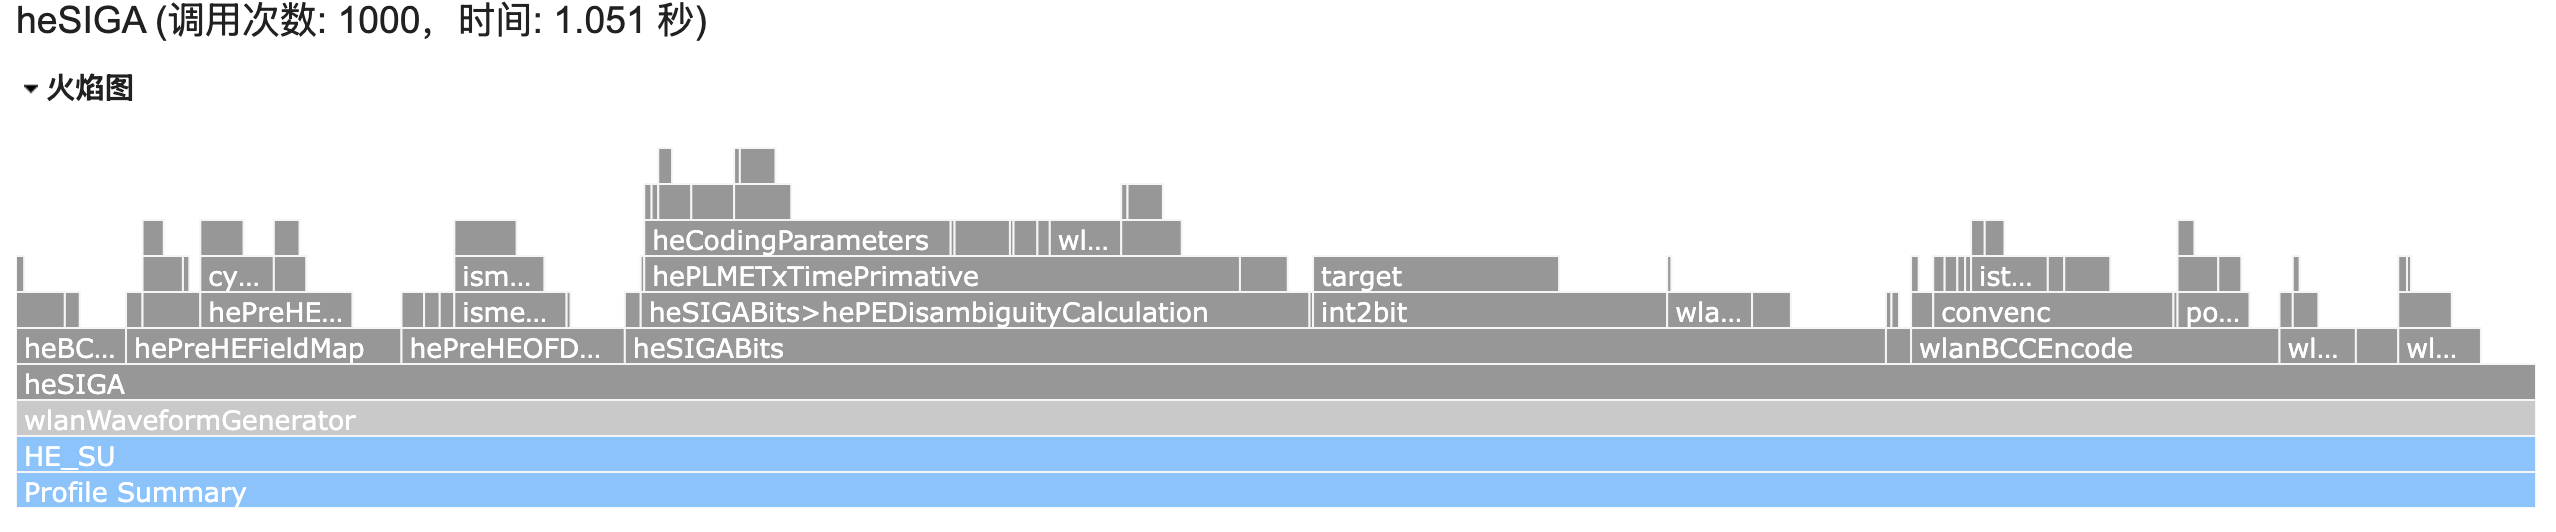 heSIGA (调用次数: 1000，时间: 1.051 秒)
火焰图
heCodingParameters wl...
cy... ism... hePLMETxTimePrimative target ist...
hePreHE... isme... heSIGABits>hePEDisambiguityCalculation int2bit wla... convenc po...
heBC... hePreHEFieldMap hePreHEOFD... heSIGABits wlanBCCEncode wl... wl...
heSIGA
wlanWaveformGenerator
HE_SU
Profile Summary